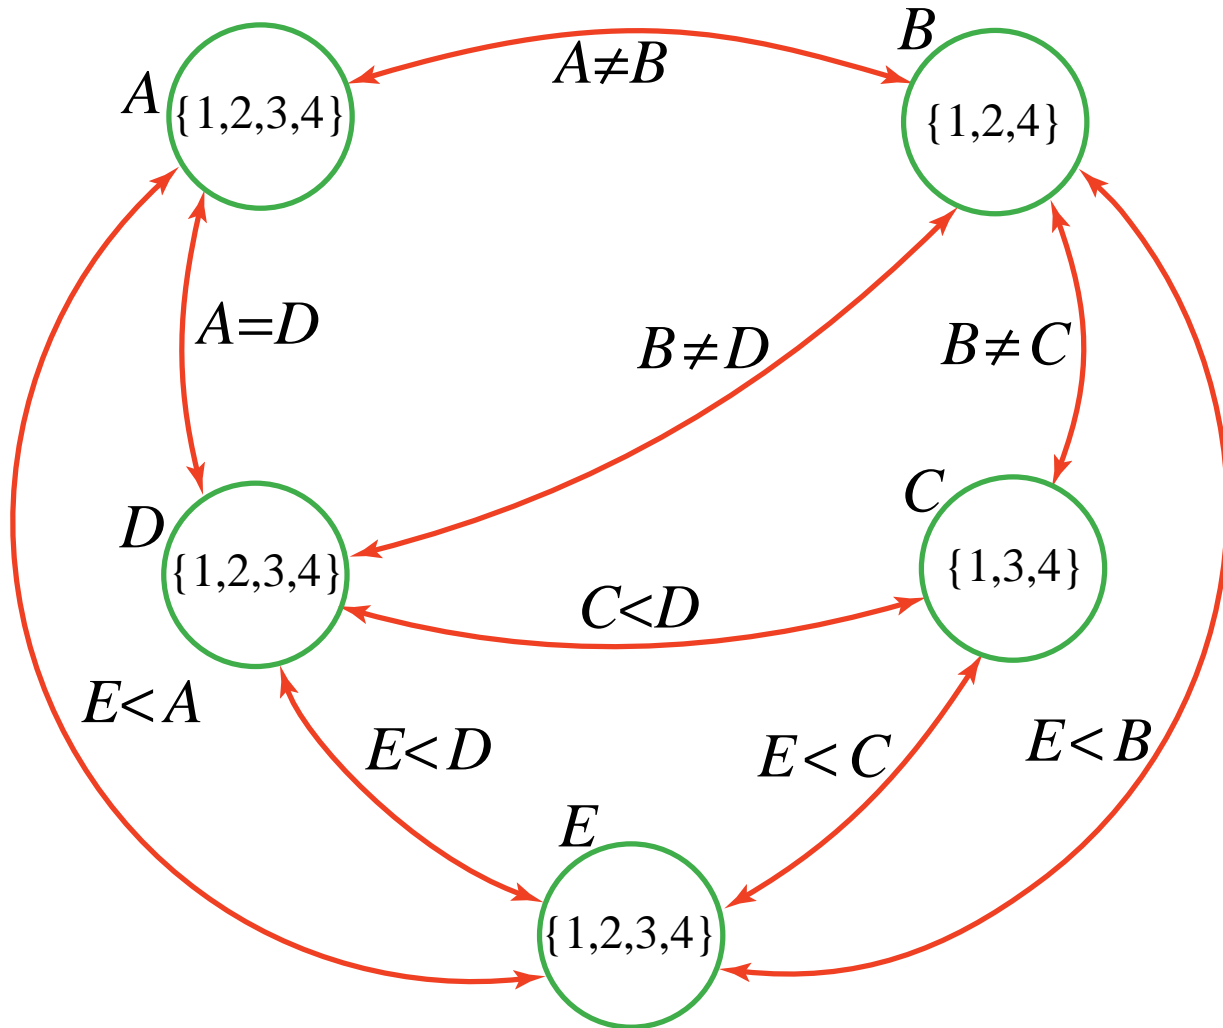 A
{1,2,3,4}
A≠B
B
{1,2,4}
A=D
B≠D
B≠C
D
{1,2,3,4}
C<D
C
{1,3,4}
E<A
E<D
E<C
E<B
E
{1,2,3,4}